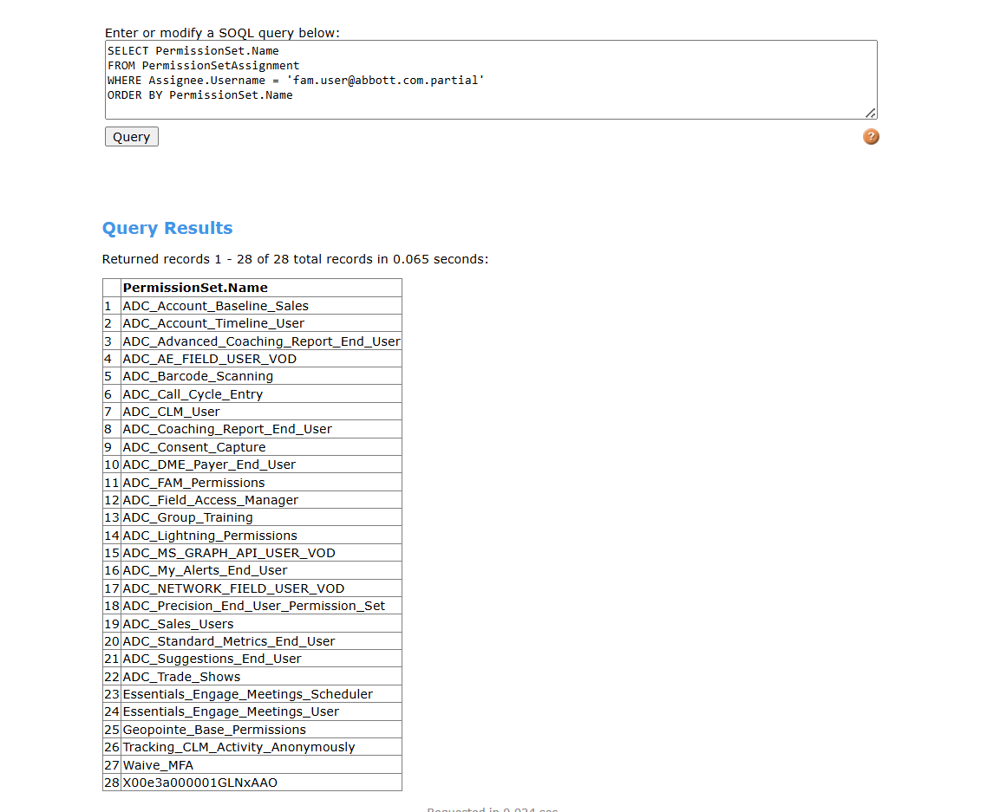 Enter or modify a SOQL query below:
SELECT PermissionSet.Name
FROM PermissionSetAssignment
WHERE Assignee.Username = 'fam.user@abbott.com.partial'
ORDER BY PermissionSet.Name
Query
?
Query Results
Returned records 1 - 28 of 28 total records in 0.065 seconds:
PermissionSet.Name
1 ADC_Account_Baseline_Sales
2 ADC_Account_Timeline_User
3 ADC_Advanced_Coaching_Report_End_User
4 ADC_AE_FIELD_USER_VOD
5 ADC_Barcode_Scanning
6 ADC_Call_Cycle_Entry
7 ADC_CLM_User
8 ADC_Coaching_Report_End_User
9 ADC_Consent_Capture
10 ADC_DME_Payer_End_User
11 ADC_FAM_Permissions
12 ADC_Field_Access_Manager
13 ADC_Group_Training
14 ADC_Lightning_Permissions
15 ADC_MS_GRAPH_API_USER_VOD
16 ADC_My_Alerts_End_User
17 ADC_NETWORK_FIELD_USER_VOD
18 ADC_Precision_End_User_Permission_Set
19 ADC_Sales_Users
20 ADC_Standard_Metrics_End_User
21 ADC_Suggestions_End_User
22 ADC_Trade_Shows
23 Essentials_Engage_Meetings_Scheduler
24 Essentials_Engage_Meetings_User
25 Geopointe_Base_Permissions
26 Tracking_CLM_Activity_Anonymously
27 Waive_MFA
28 X00e3a000001GLNxAAO
Requested in 0.024 sec